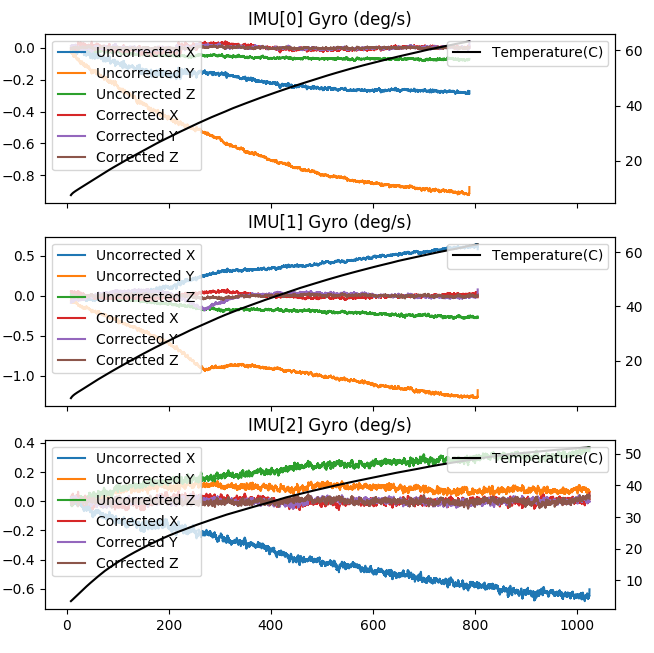 IMU[0] Gyro (deg/s)
0.0
−0.2
−0.4
−0.6
−0.8
Uncorrected X
Uncorrected Y
Uncorrected Z
Corrected X
Corrected Y
Corrected Z
Temperature(C)
60
40
20
IMU[1] Gyro (deg/s)
0.5
0.0
−0.5
−1.0
Uncorrected X
Uncorrected Y
Uncorrected Z
Corrected X
Corrected Y
Corrected Z
Temperature(C)
60
40
20
IMU[2] Gyro (deg/s)
0.4
0.2
0.0
−0.2
−0.4
−0.6
Uncorrected X
Uncorrected Y
Uncorrected Z
Corrected X
Corrected Y
Corrected Z
Temperature(C)
50
40
30
20
10
0 200 400 600 800 1000